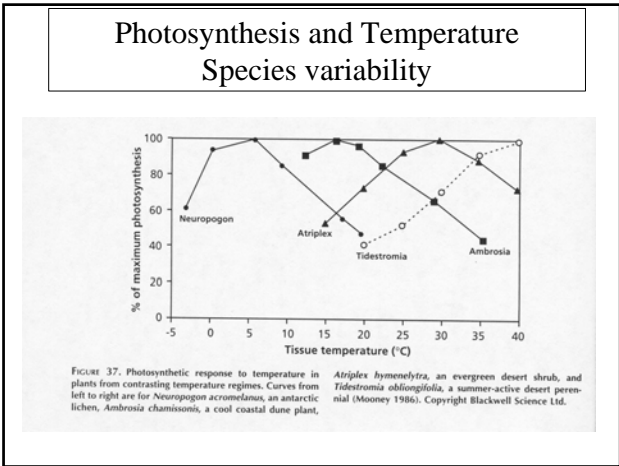 Photosynthesis and Temperature
Species variability
% of maximum photosynthesis
100
80
60
40
20
0
Neuropogon
Atriplex
Tidestromia
Ambrosia
-5 0 5 10 15 20 25 30 35 40
Tissue temperature (°C)
FIGURE 37. Photosynthetic response to temperature in
plants from contrasting temperature regimes. Curves from
left to right are for Neuropogon acromelanus, an antarctic
lichen, Ambrosia chamissonis, a cool coastal dune plant,
Atriplex hymenelytra, an evergreen desert shrub, and
Tidestromia obliongifolia, a summer-active desert peren-
nial (Mooney 1986). Copyright Blackwell Science Ltd.